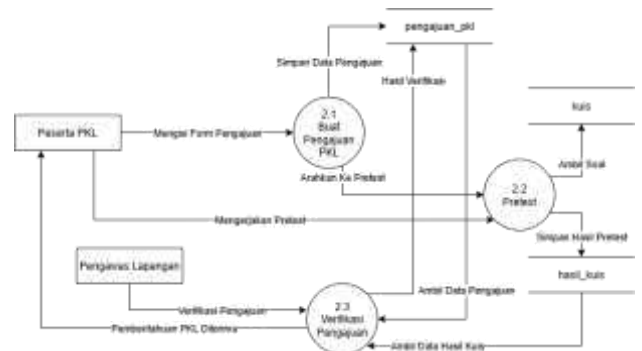 pengajuan_pkl
Simpan Data Pengajuan
Hasil Verifikasi
kuis
2.1
Buat
Pengajuan
PKL
Peserta PKL
Mengisi Form Pengajuan
Ambil Soal
Arahkan Ke Pretest
2.2
Pretest
Mengerjakan Pretest
Simpan Hasil Pretest
Pengawas Lapangan
hasil_kuis
2.3
Verifikasi
Pengajuan
Ambil Data Pengajuan
Verifikasi Pengajuan
Pemberitahuan PKL Diterima
Ambil Data Hasil Kuis